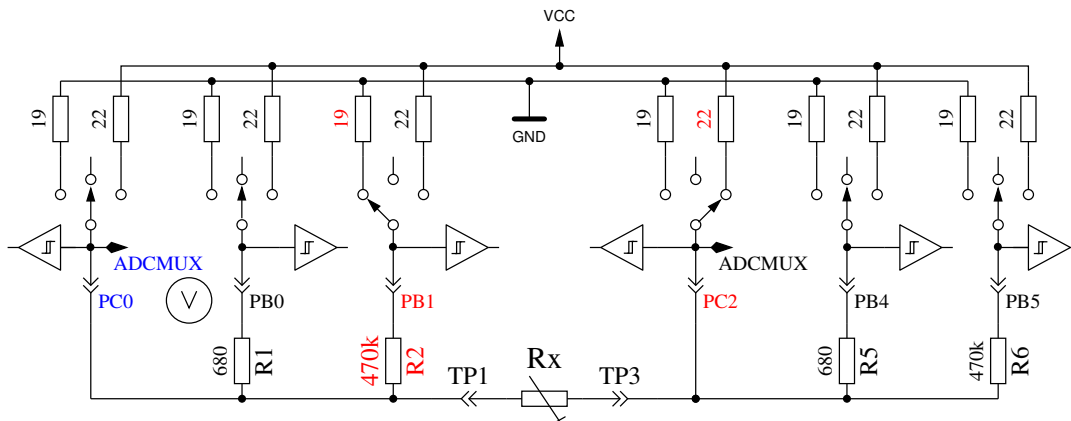 VCC
19
22
19
22
19
22
GND
19
22
19
22
19
22
ADCMUX
ADCMUX
PC0
V
PB0
PB1
PC2
PB4
PB5
680
R1
470k
R2
TP1
Rx
TP3
680
R5
470k
R6